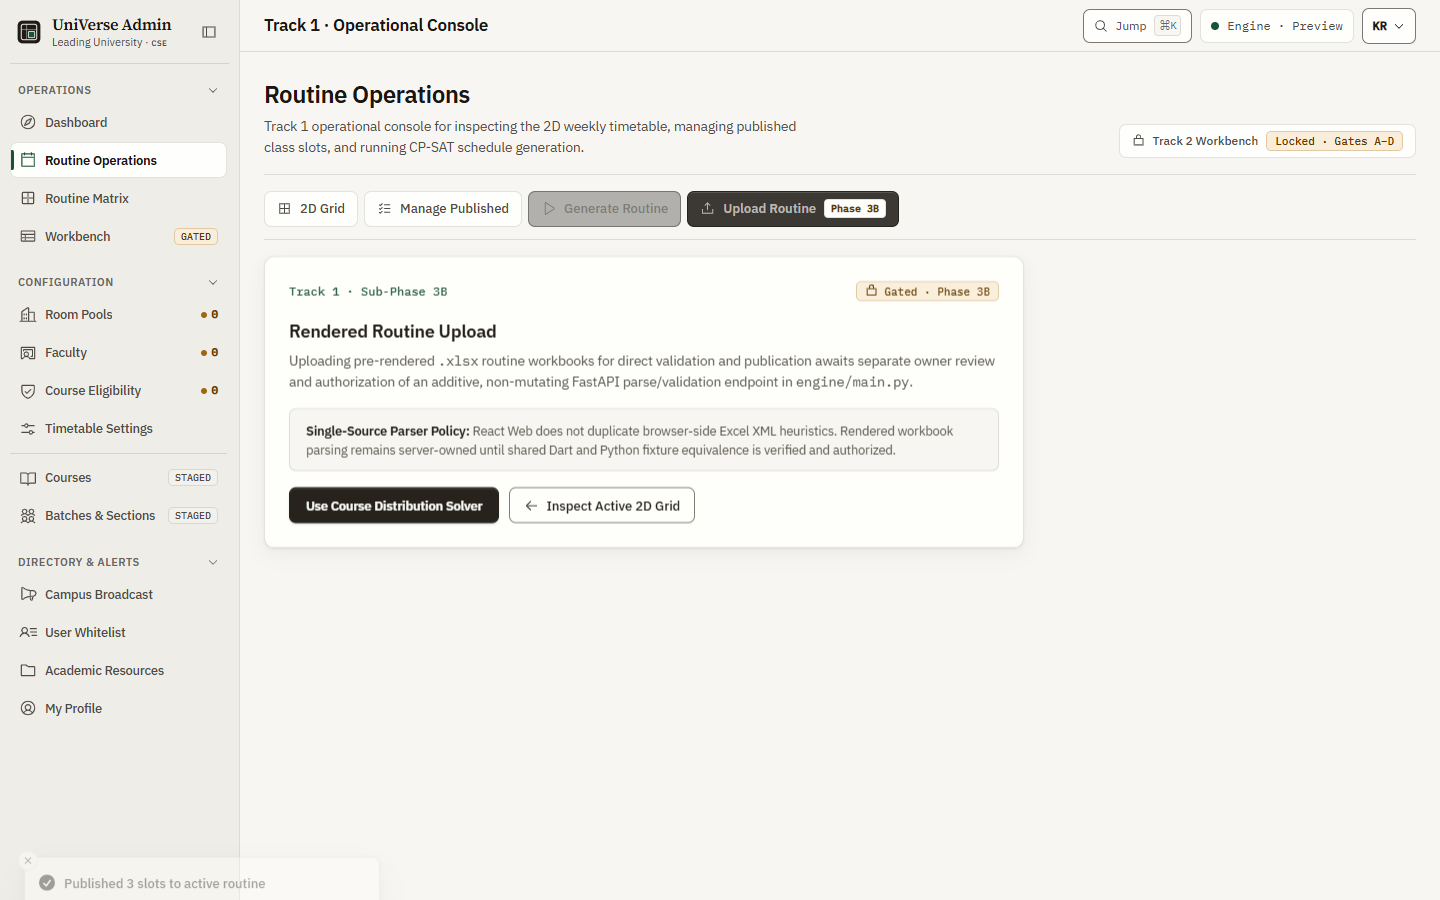 UniVerse Admin
Leading University · CSE
OPERATIONS
Dashboard
Routine Operations
Routine Matrix
Workbench GATED
CONFIGURATION
Room Pools 0
Faculty 0
Course Eligibility 0
Timetable Settings
Courses STAGED
Batches & Sections STAGED
DIRECTORY & ALERTS
Campus Broadcast
User Whitelist
Academic Resources
My Profile
Track 1 · Operational Console
Jump ⌘K
Engine · Preview
KR
Routine Operations
Track 1 operational console for inspecting the 2D weekly timetable, managing published
class slots, and running CP-SAT schedule generation.
Track 2 Workbench Locked · Gates A–D
2D Grid Manage Published Generate Routine Upload Routine Phase 3B
Track 1 · Sub-Phase 3B
Gated · Phase 3B
Rendered Routine Upload
Uploading pre-rendered .xlsx routine workbooks for direct validation and publication awaits separate owner review
and authorization of an additive, non-mutating FastAPI parse/validation endpoint in engine/main.py.
Single-Source Parser Policy: React Web does not duplicate browser-side Excel XML heuristics. Rendered workbook
parsing remains server-owned until shared Dart and Python fixture equivalence is verified and authorized.
Use Course Distribution Solver
Inspect Active 2D Grid
Published 3 slots to active routine